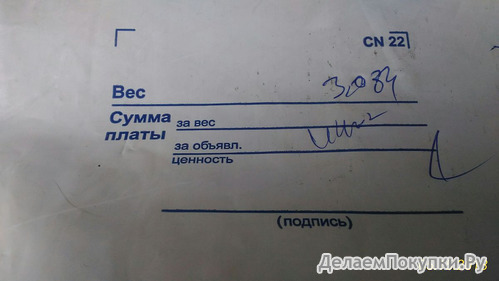 CN 22
Вес 3,084
Сумма платы
за вес
за объявл. ценность
(подпись)
ДелаемПокупки.Ру